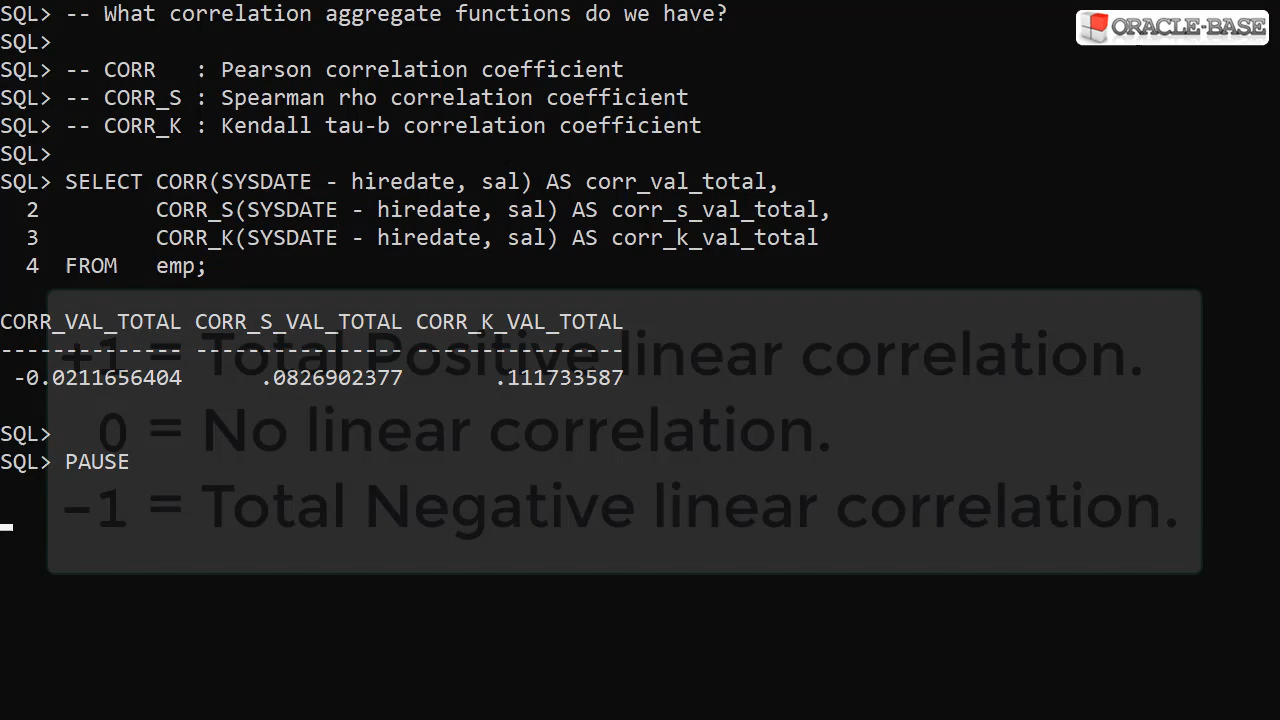 SQL> -- What correlation aggregate functions do we have?
SQL>
SQL> -- CORR   : Pearson correlation coefficient
SQL> -- CORR_S : Spearman rho correlation coefficient
SQL> -- CORR_K : Kendall tau-b correlation coefficient
SQL>
SQL> SELECT CORR(SYSDATE - hiredate, sal) AS corr_val_total,
  2         CORR_S(SYSDATE - hiredate, sal) AS corr_s_val_total,
  3         CORR_K(SYSDATE - hiredate, sal) AS corr_k_val_total
  4  FROM   emp;
CORR_VAL_TOTAL CORR_S_VAL_TOTAL CORR_K_VAL_TOTAL
-------------- ---------------- ----------------
 -0.0211656404      .0826902377       .111733587
SQL>
SQL> PAUSE
ORACLE-BASE
+1 = Total Positive linear correlation.
0 = No linear correlation.
-1 = Total Negative linear correlation.